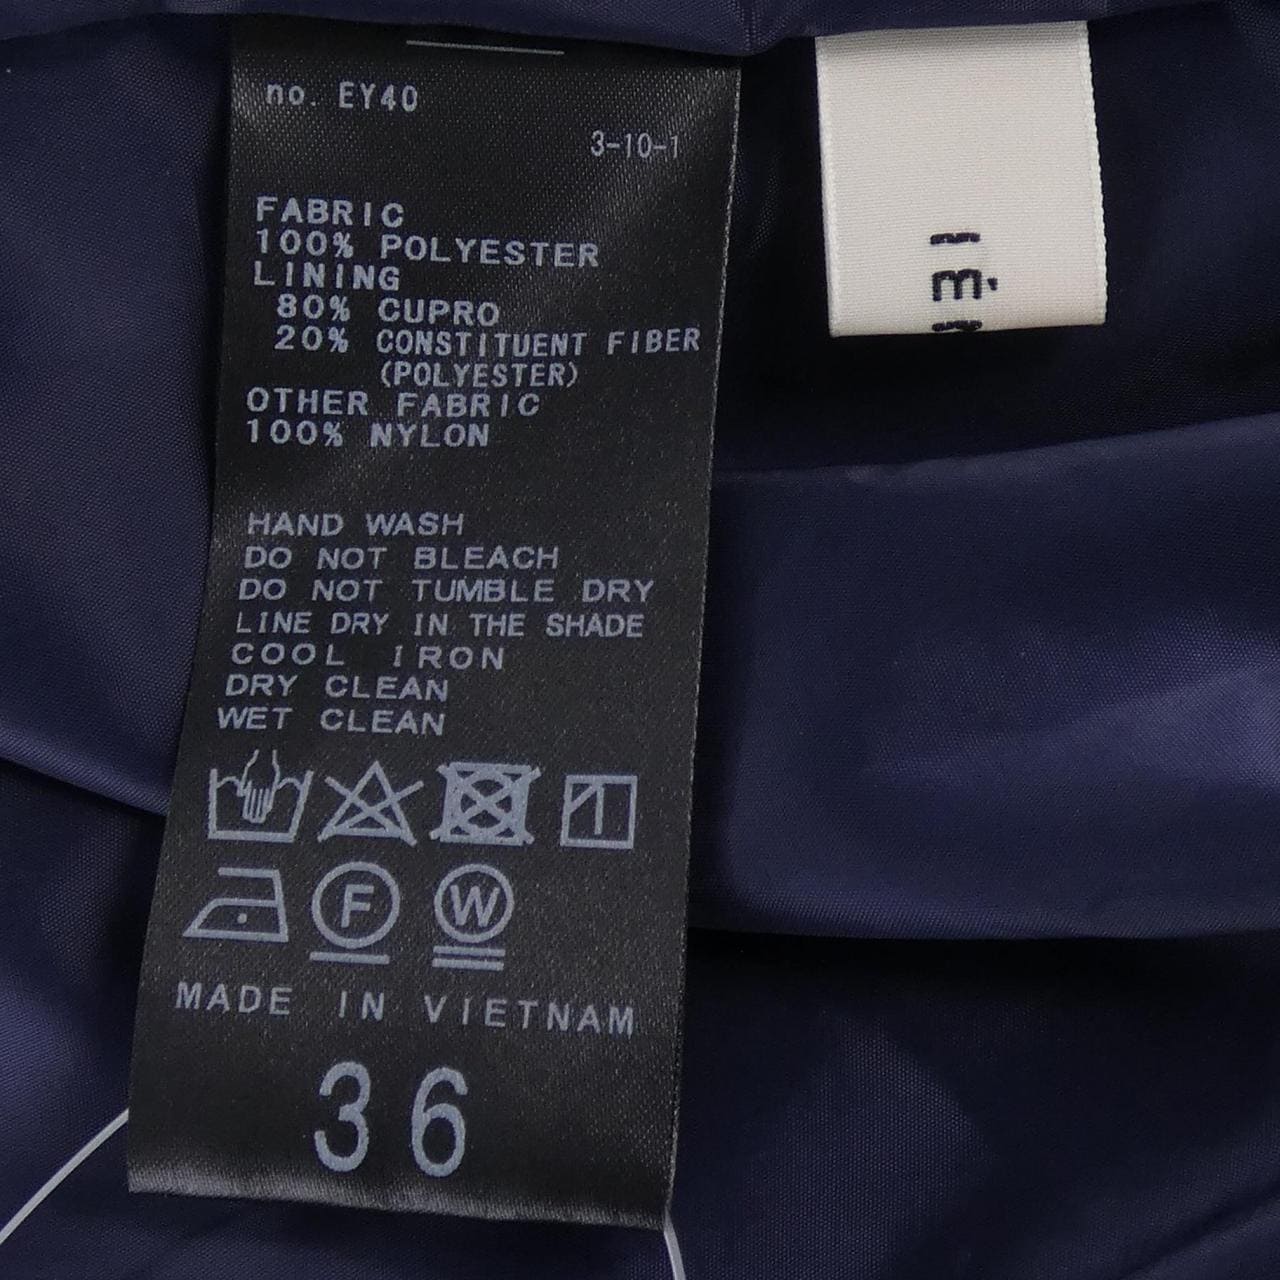 no. EY40
3-10-1
FABRIC
100% POLYESTER
LINING
80% CUPRO
20% CONSTITUENT FIBER
(POLYESTER)
OTHER FABRIC
100% NYLON
HAND WASH
DO NOT BLEACH
DO NOT TUMBLE DRY
LINE DRY IN THE SHADE
COOL IRON
DRY CLEAN
WET CLEAN
F
W
MADE IN VIETNAM
36